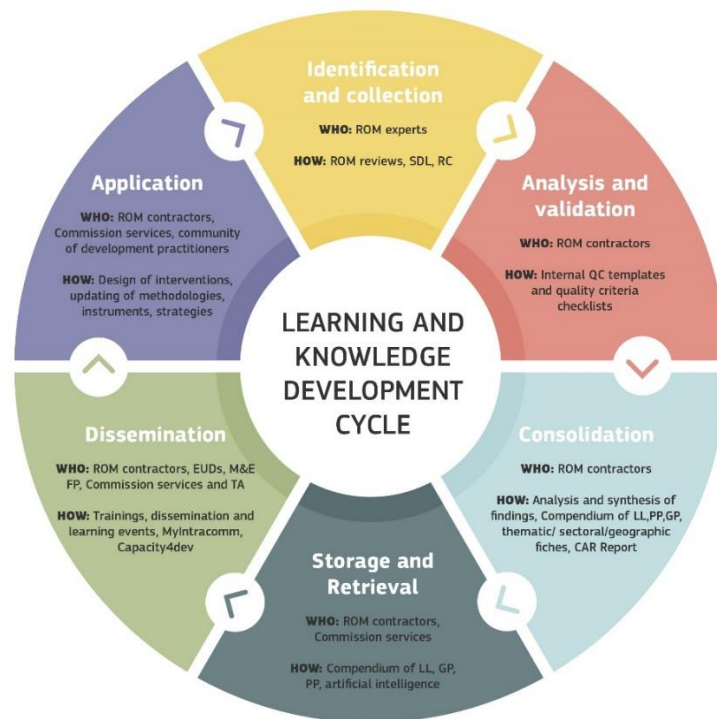 Identification
and collection
WHO: ROM experts
HOW: ROM reviews, SDL, RC
Analysis and
validation
WHO: ROM contractors
HOW: Internal QC templates
and quality criteria
checklists
Consolidation
WHO: ROM contractors
HOW: Analysis and synthesis of
findings, Compendium of LL,PP,GP,
thematic/ sectoral/geographic
fiches, CAR Report
Storage and
Retrieval
WHO: ROM contractors,
Commission services
HOW: Compendium of LL, GP,
PP, artificial intelligence
Dissemination
WHO: ROM contractors, EUDs, M&E
FP, Commission services and TA
HOW: Trainings, dissemination and
learning events, MyIntracomm,
Capacity4dev
Application
WHO: ROM contractors,
Commission services, community
of development practitioners
HOW: Design of interventions,
updating of methodologies,
instruments, strategies
LEARNING AND
KNOWLEDGE
DEVELOPMENT
CYCLE